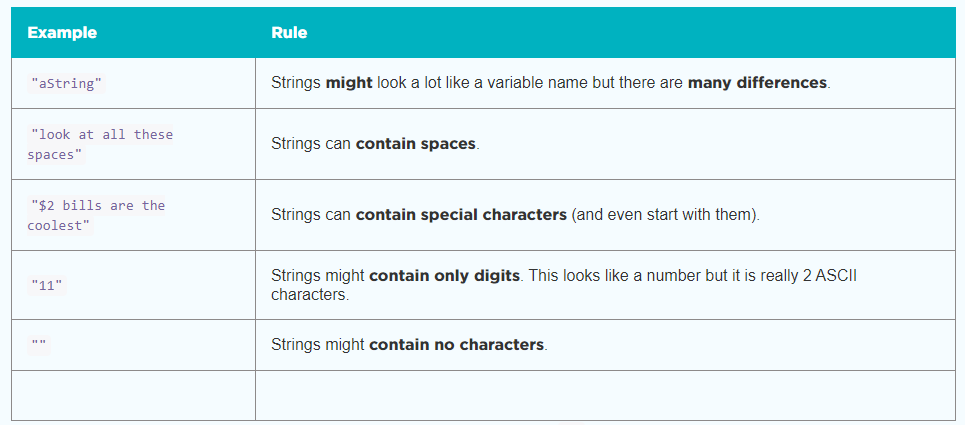 Example Rule
"aString" Strings might look a lot like a variable name but there are many differences.
"look at all these
spaces"
Strings can contain spaces.
"$2 bills are the
coolest"
Strings can contain special characters (and even start with them).
"11"
Strings might contain only digits. This looks like a number but it is really 2 ASCII
characters.
"" Strings might contain no characters.